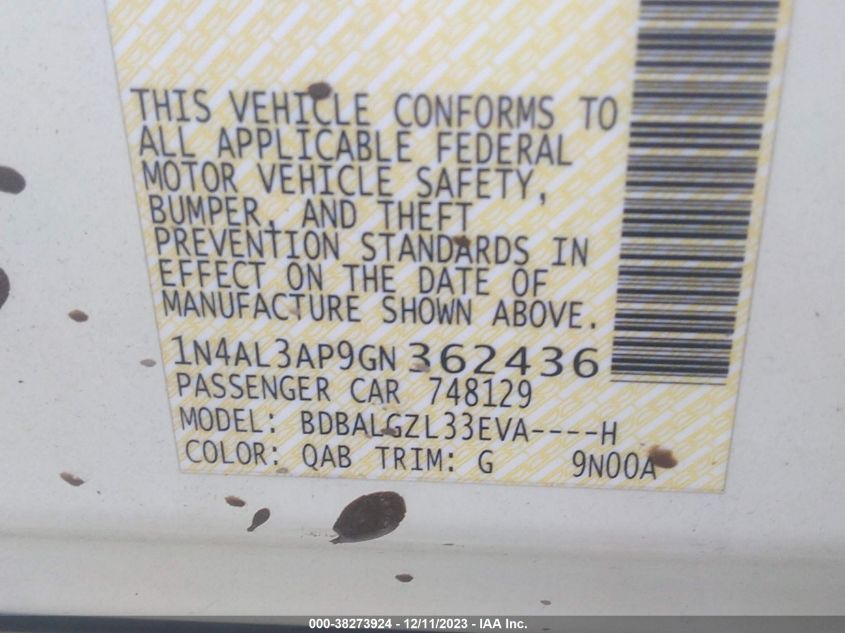 THIS VEHICLE CONFORMS TO
ALL APPLICABLE FEDERAL
MOTOR VEHICLE SAFETY,
BUMPER, AND THEFT
PREVENTION STANDARDS IN
EFFECT ON THE DATE OF
MANUFACTURE SHOWN ABOVE.
1N4AL3AP9GN362436
PASSENGER CAR 748129
MODEL: BDBALGZL33EVA----H
COLOR: QAB TRIM: G 9N00A
000-38273924 / 12/11/2023 - IAA Inc.